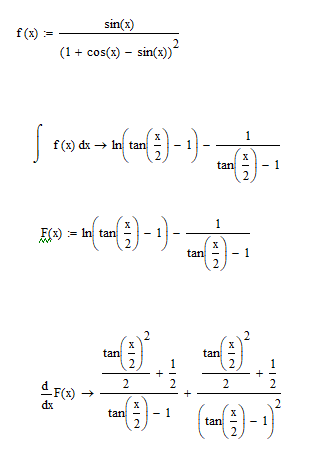 f(x) := sin(x) / (1 + cos(x) − sin(x))^2
∫ f(x) dx → ln(tan(x/2) − 1) − 1 / (tan(x/2) − 1)
F(x) := ln(tan(x/2) − 1) − 1 / (tan(x/2) − 1)
d/dx F(x) → (tan(x/2)^2 / 2 + 1/2) / (tan(x/2) − 1) + (tan(x/2)^2 / 2 + 1/2) / (tan(x/2) − 1)^2